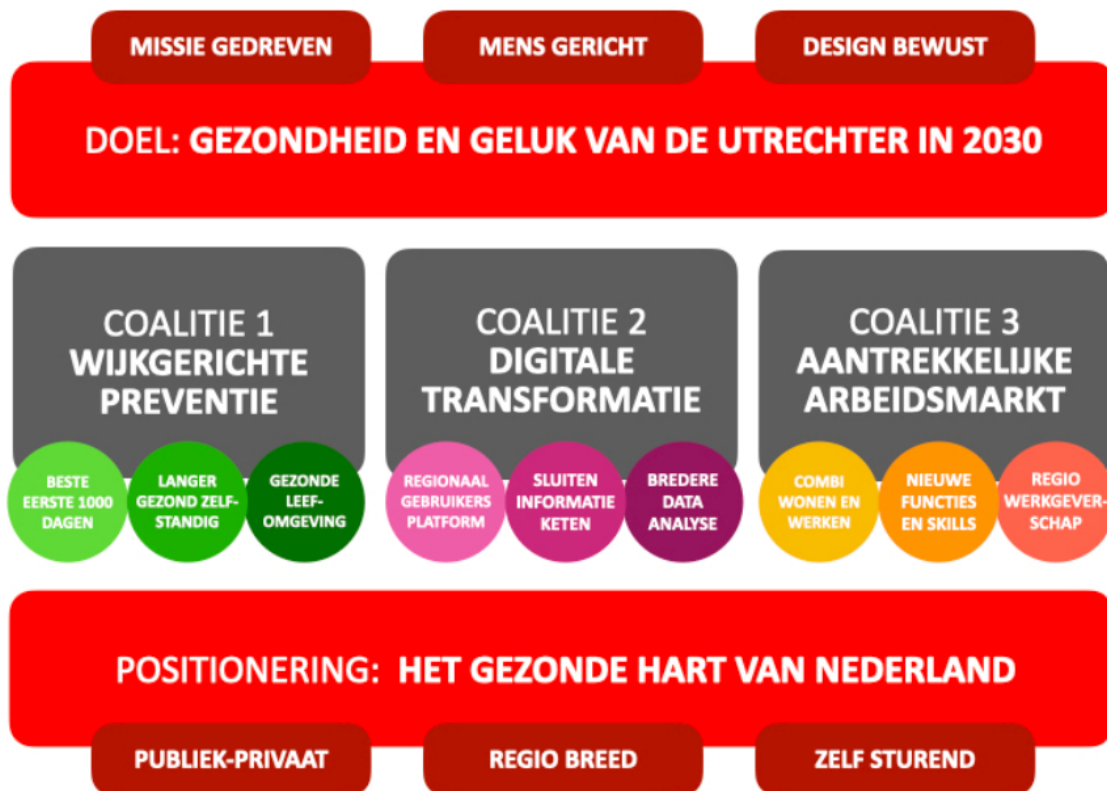 MISSIE GEDREVEN
MENS GERICHT
DESIGN BEWUST
DOEL: GEZONDHEID EN GELUK VAN DE UTRECHTER IN 2030
COALITIE 1
WIJKGERICHTE
PREVENTIE
BESTE
EERSTE 1000
DAGEN
LANGER
GEZOND ZELF-
STANDIG
GEZONDE
LEEF-
OMGEVING
COALITIE 2
DIGITALE
TRANSFORMATIE
REGIONAAL
GEBRUIKERS
PLATFORM
SLUITEN
INFORMATIE
KETEN
BREDERE
DATA
ANALYSE
COALITIE 3
AANTREKKELIJKE
ARBEIDSMARKT
COMBI
WONEN EN
WERKEN
NIEUWE
FUNCTIES
EN SKILLS
REGIO
WERKGEVER-
SCHAP
POSITIONERING: HET GEZONDE HART VAN NEDERLAND
PUBLIEK-PRIVAAT
REGIO BREED
ZELF STUREND